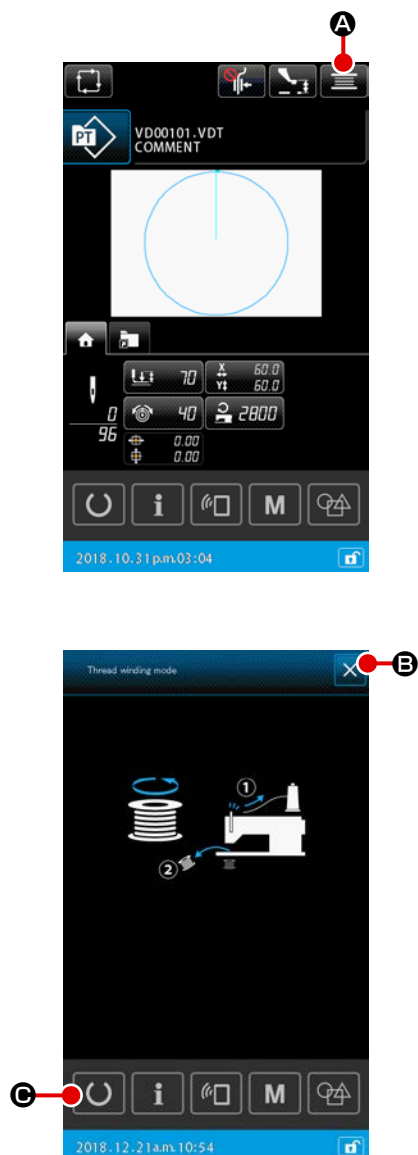 A
PT
VD00101.VDT
COMMENT
P
70
X 60.0
Y 60.0
0
96
40
2800
0.00
0.00
i
M
2018.10.31p.m.03:04
B
Thread winding mode
1
2
C
i
M
2018.12.21a.m.10:54